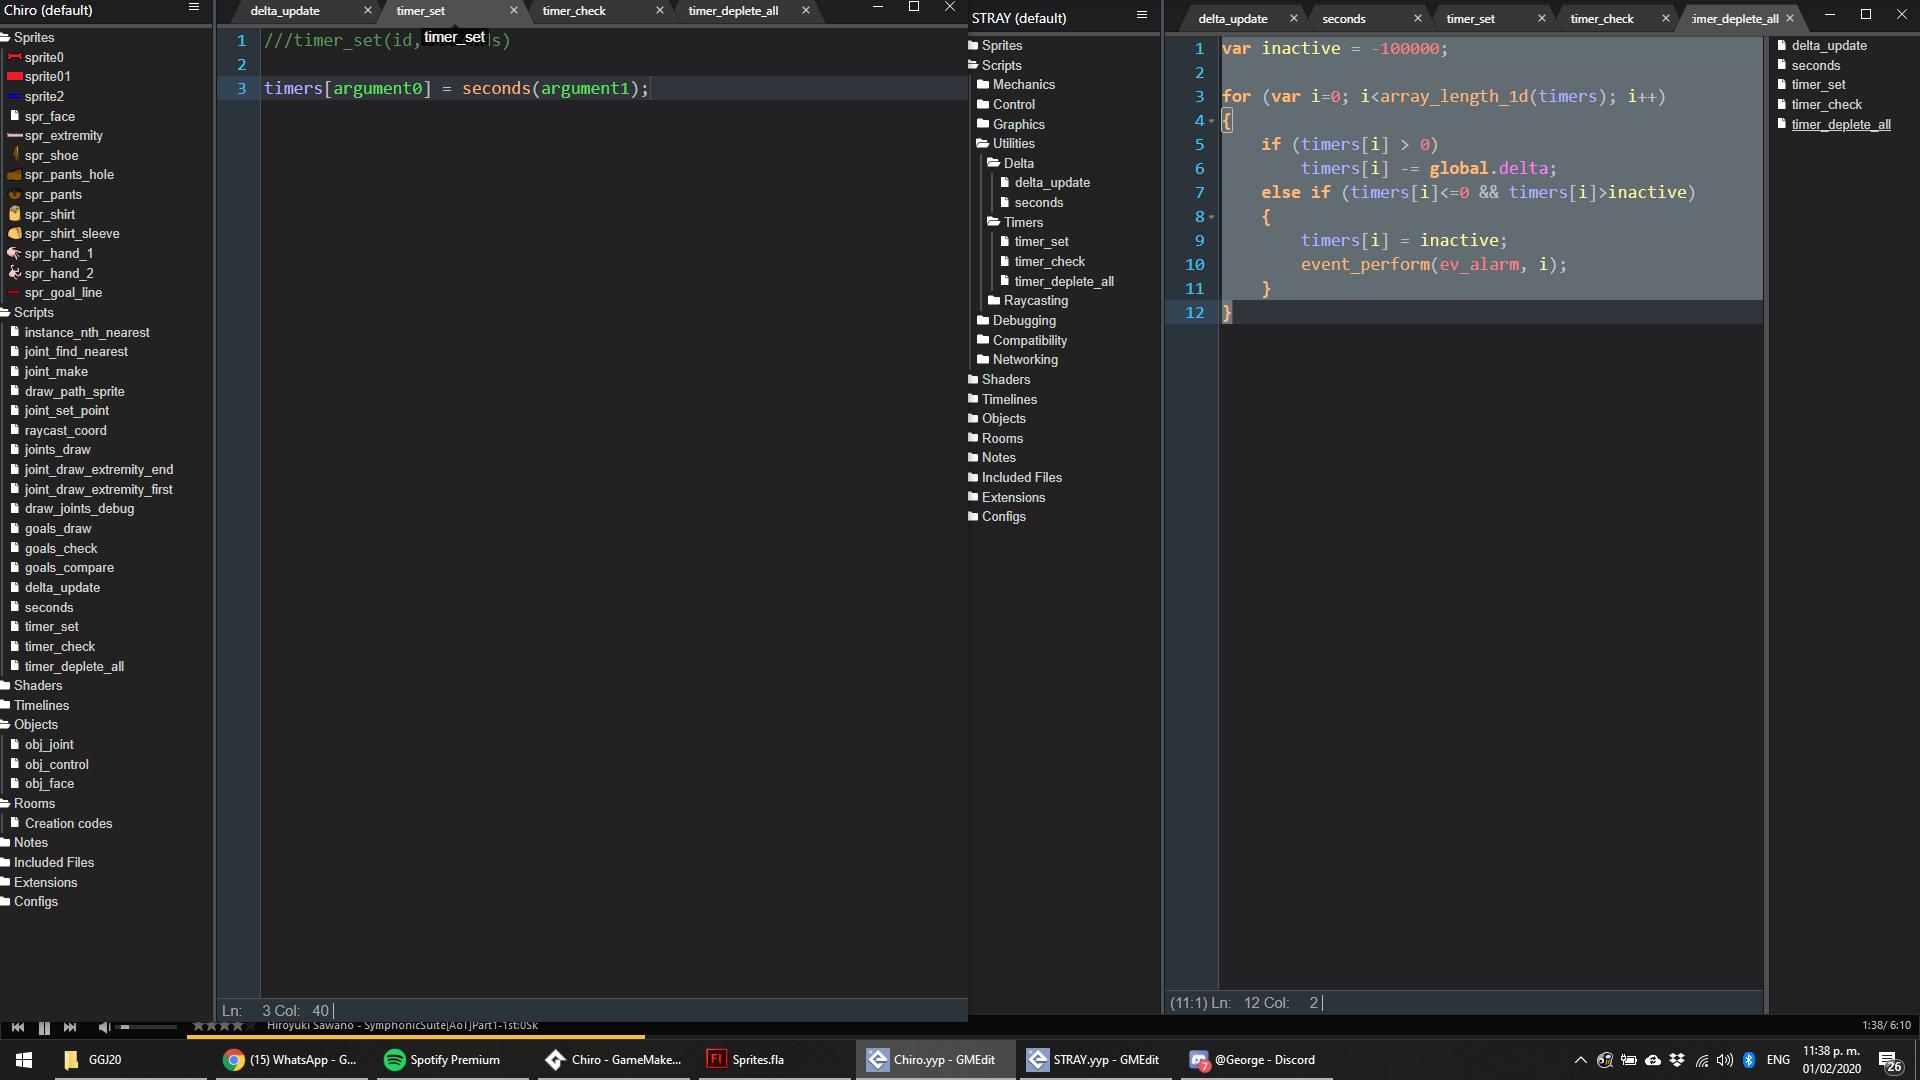 Chiro (default)
Sprites
sprite0
sprite01
sprite2
spr_face
spr_extremity
spr_shoe
spr_pants_hole
spr_pants
spr_shirt
spr_shirt_sleeve
spr_hand_1
spr_hand_2
spr_goal_line
Scripts
instance_nth_nearest
joint_find_nearest
joint_make
draw_path_sprite
joint_set_point
raycast_coord
joints_draw
joint_draw_extremity_end
joint_draw_extremity_first
draw_joints_debug
goals_draw
goals_check
goals_compare
delta_update
seconds
timer_set
timer_check
timer_deplete_all
Shaders
Timelines
Objects
obj_joint
obj_control
obj_face
Rooms
Creation codes
Notes
Included Files
Extensions
Configs
delta_update
timer_set
timer_check
timer_deplete_all
1 ///timer_set(id, s)
timer_set
2
3 timers[argument0] = seconds(argument1);
Ln: 3 Col: 40
STRAY (default)
Sprites
Scripts
Mechanics
Control
Graphics
Utilities
Delta
delta_update
seconds
Timers
timer_set
timer_check
timer_deplete_all
Raycasting
Debugging
Compatibility
Networking
Shaders
Timelines
Objects
Rooms
Notes
Included Files
Extensions
Configs
delta_update
seconds
timer_set
timer_check
:imer_deplete_all
1 var inactive = -100000;
2
3 for (var i=0; i<array_length_1d(timers); i++)
4 {
5 if (timers[i] > 0)
6 timers[i] -= global.delta;
7 else if (timers[i]<=0 && timers[i]>inactive)
8 {
9 timers[i] = inactive;
10 event_perform(ev_alarm, i);
11 }
12 }
(11:1) Ln: 12 Col: 2
delta_update
seconds
timer_set
timer_check
timer_deplete_all
Hiroyuki Sawano - SymphonicSuite[AoT]Part1-1st:0Sk
1:38/ 6:10
GGJ20
(15) WhatsApp - G...
Spotify Premium
Chiro - GameMake...
Fl
Sprites.fla
Chiro.yyp - GMEdit
STRAY.yyp - GMEdit
7
@George - Discord
ENG
11:38 p. m.
01/02/2020
26